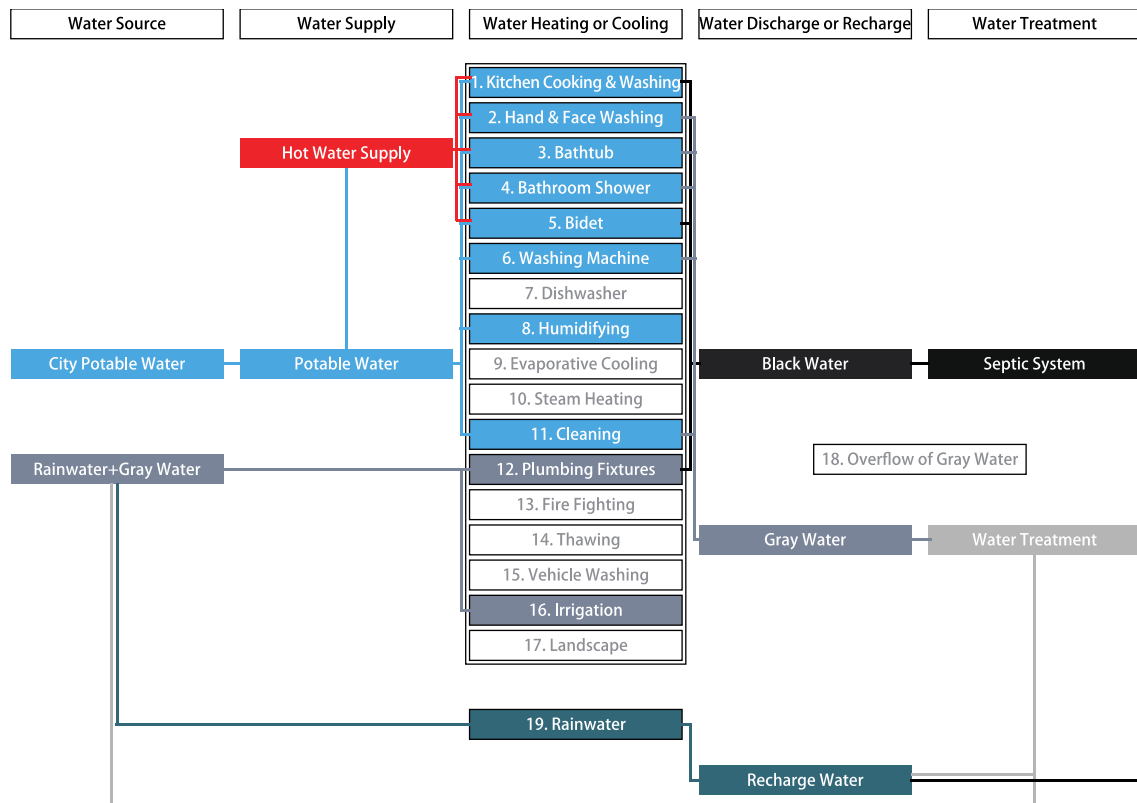 Water Source
Water Supply
Water Heating or Cooling
Water Discharge or Recharge
Water Treatment
1. Kitchen Cooking & Washing
2. Hand & Face Washing
Hot Water Supply
3. Bathtub
4. Bathroom Shower
5. Bidet
6. Washing Machine
7. Dishwasher
8. Humidifying
City Potable Water
Potable Water
9. Evaporative Cooling
Black Water
Septic System
10. Steam Heating
11. Cleaning
Rainwater+Gray Water
12. Plumbing Fixtures
18. Overflow of Gray Water
13. Fire Fighting
14. Thawing
Gray Water
Water Treatment
15. Vehicle Washing
16. Irrigation
17. Landscape
19. Rainwater
Recharge Water